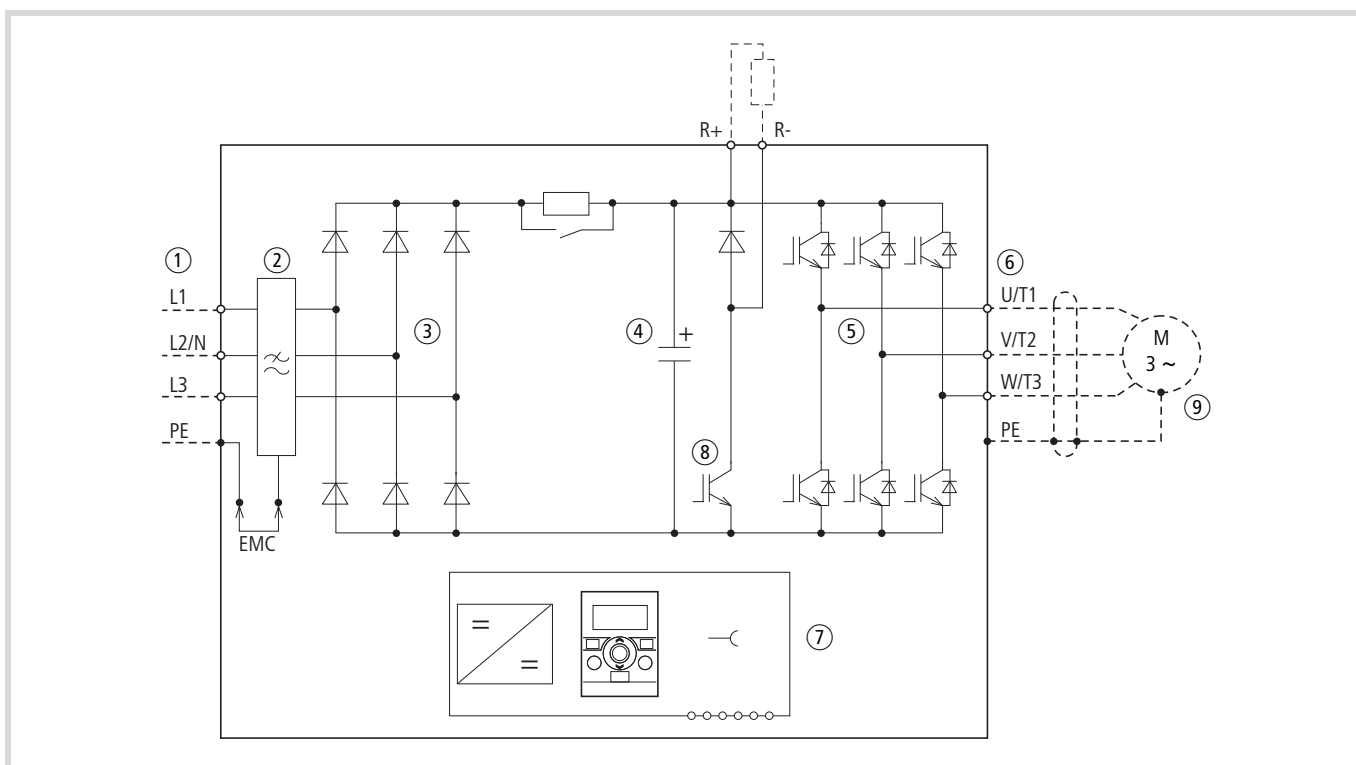 R+ R-
① ② ⑥
L1 U/T1
③ ④ + ⑤
L2/N V/T2 M
3 ~
L3 W/T3
⑨
PE PE
⑧
EMC
⑦